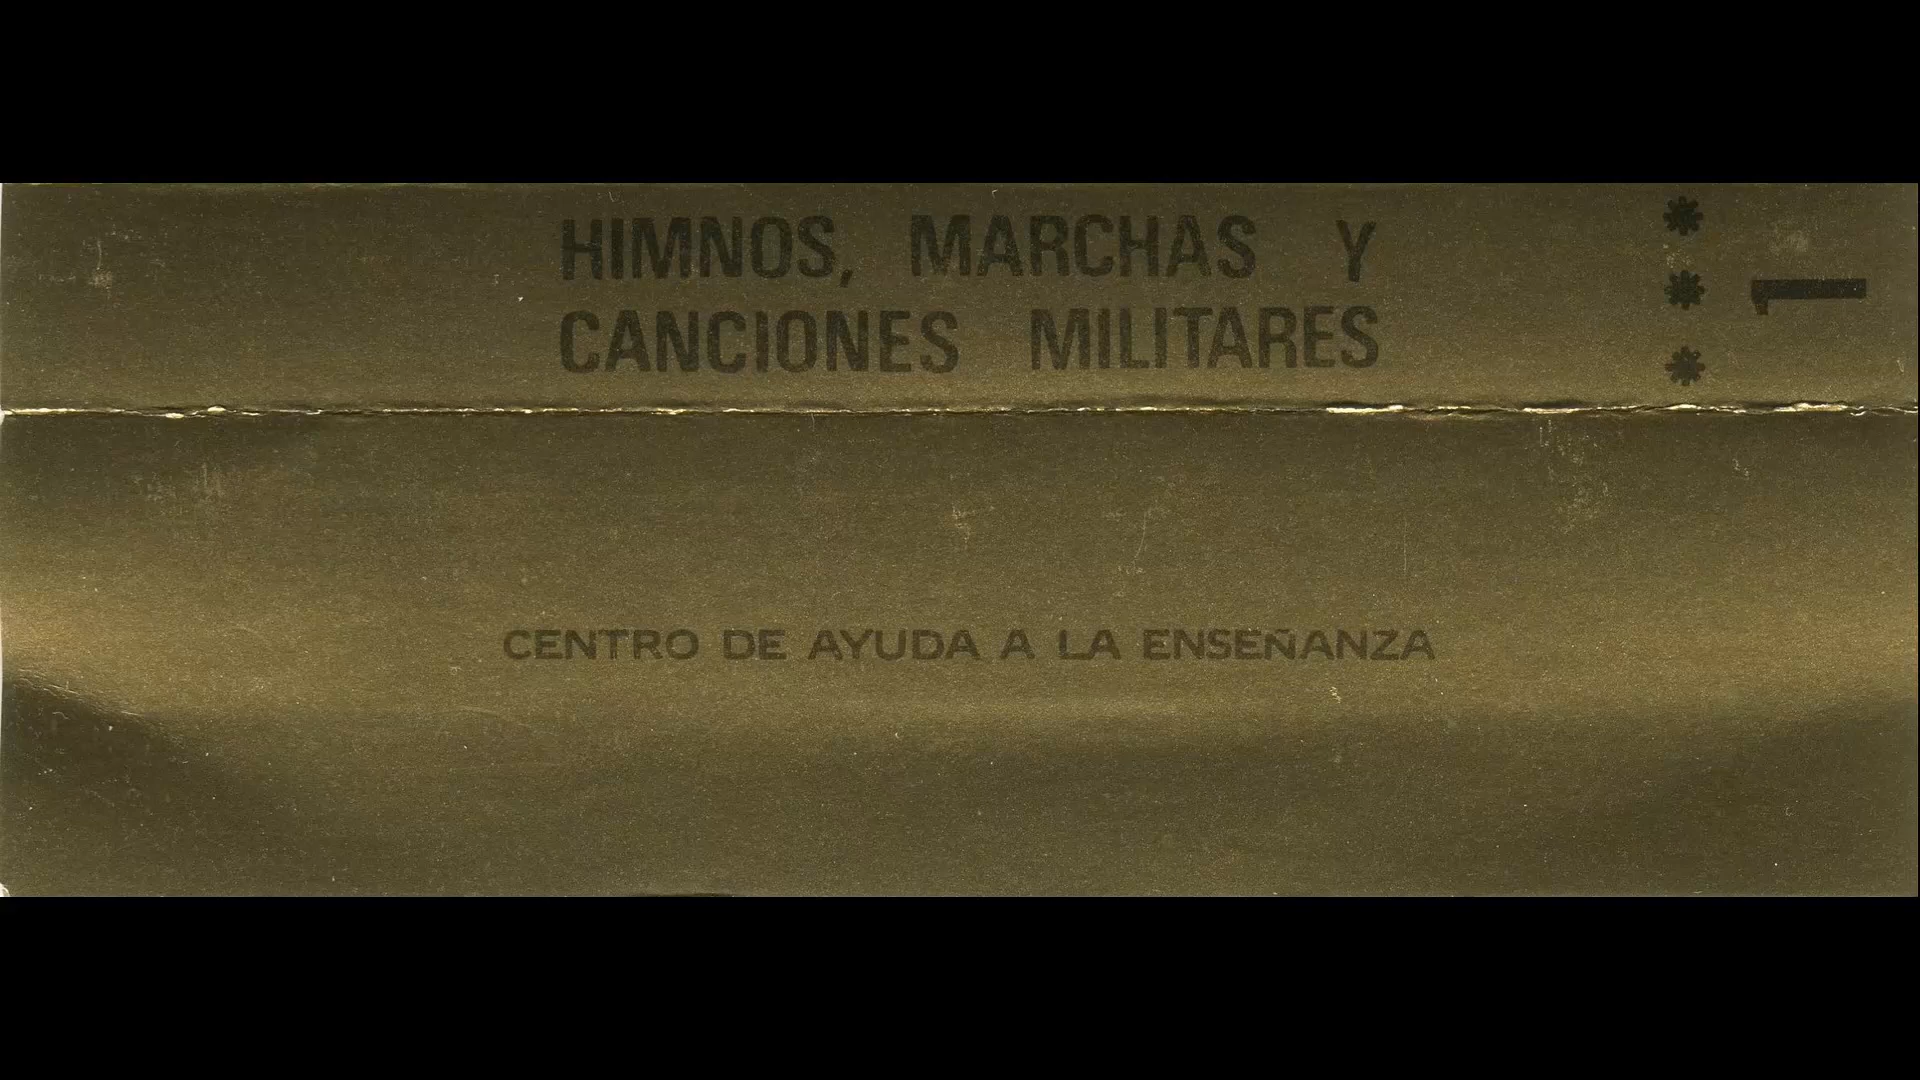 HIMNOS, MARCHAS Y
CANCIONES MILITARES
***
1
CENTRO DE AYUDA A LA ENSEÑANZA